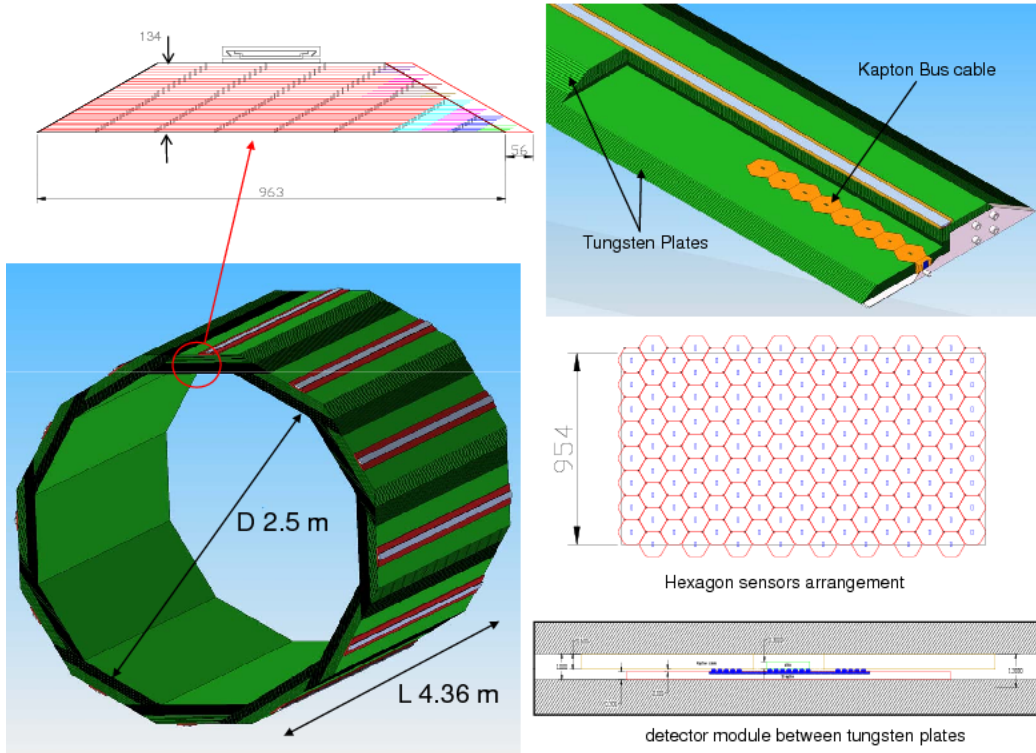 134
Kapton Bus cable
56
963
Tungsten Plates
D 2.5 m
L 4.36 m
954
Hexagon sensors arrangement
detector module between tungsten plates